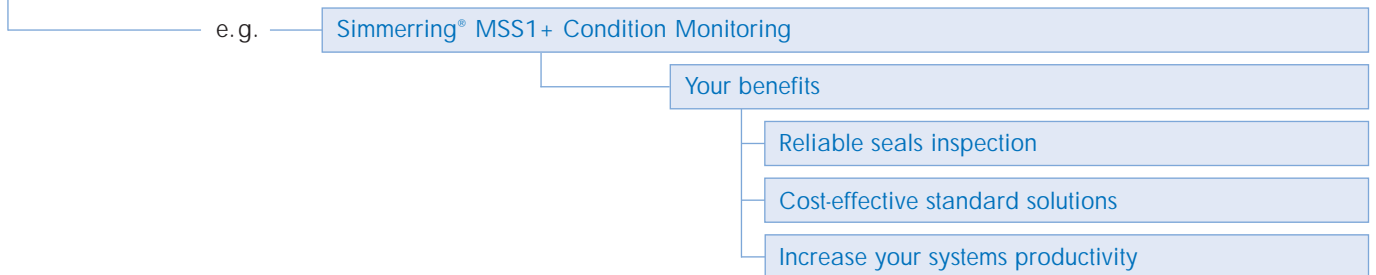 e.g.
Simmerring® MSS1+ Condition Monitoring
Your benefits
Reliable seals inspection
Cost-effective standard solutions
Increase your systems productivity